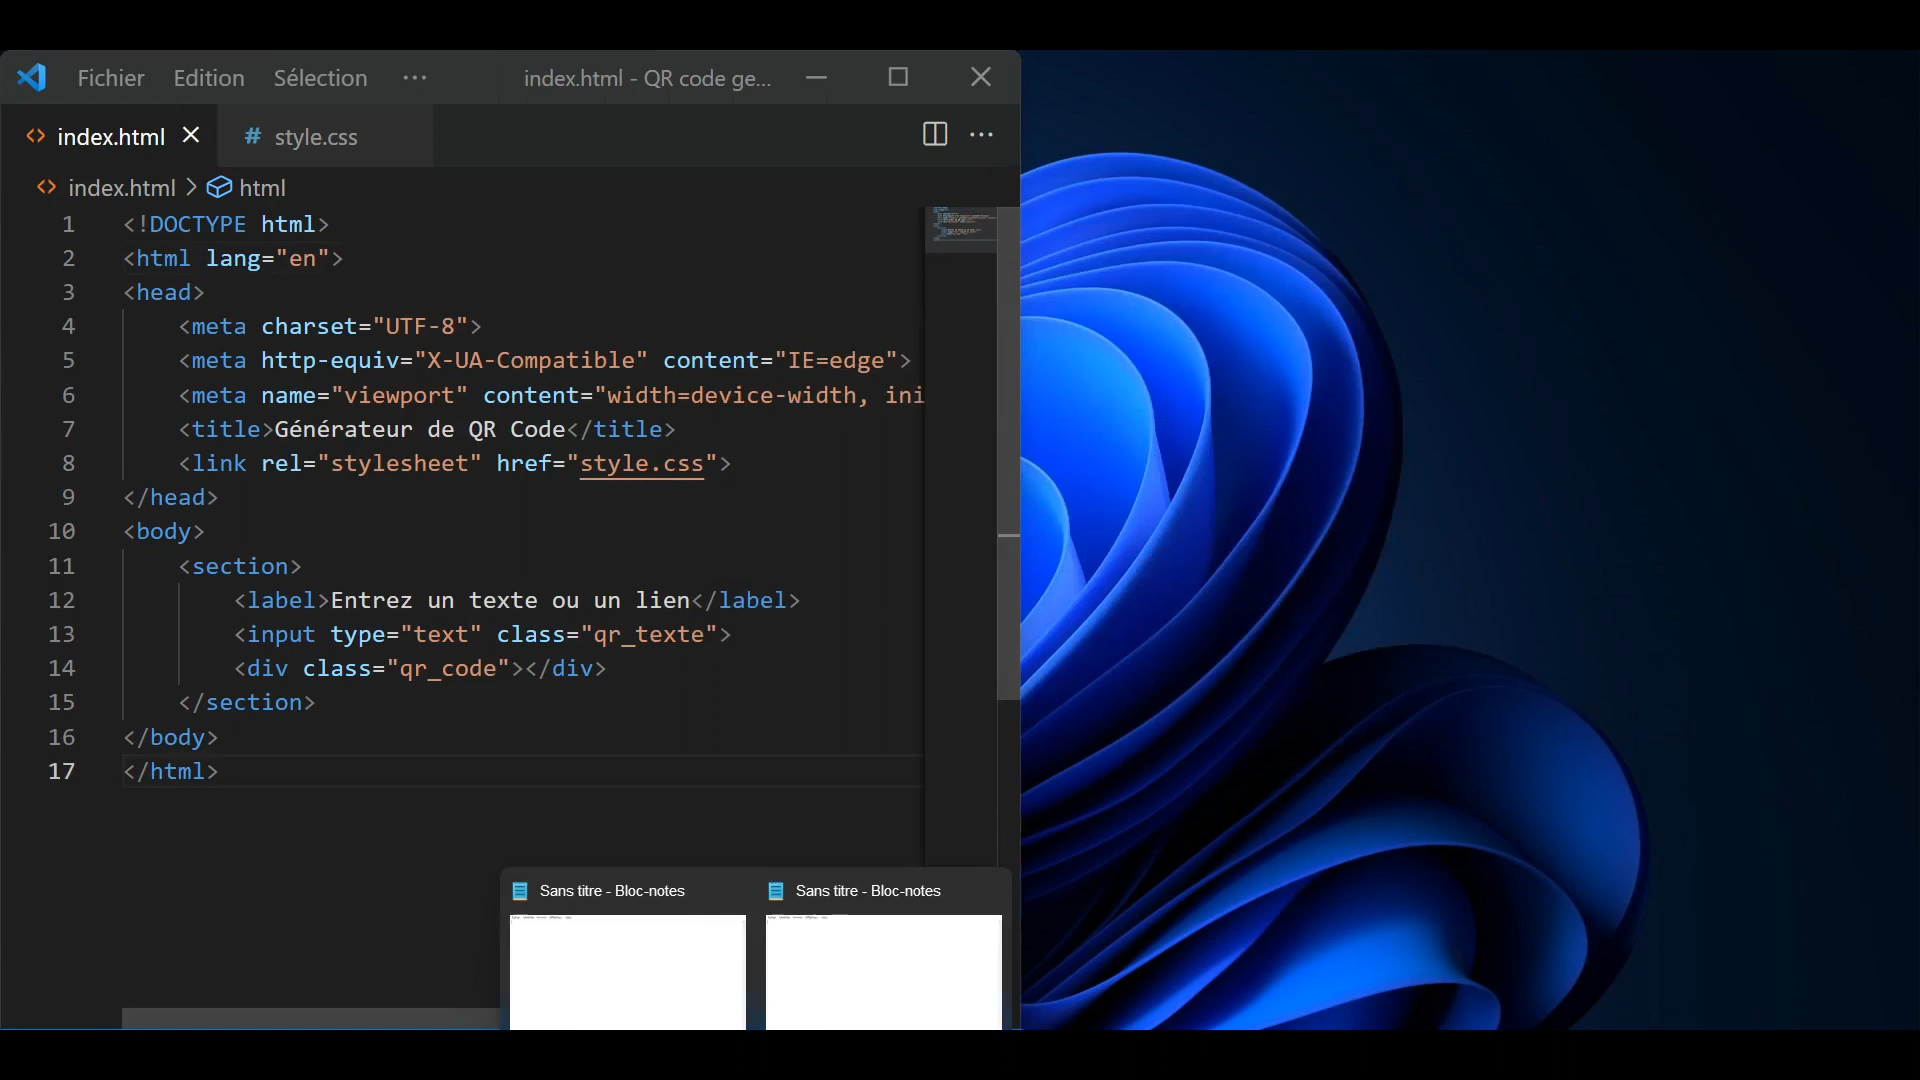 Fichier Edition Sélection ··· index.html - QR code ge...
index.html # style.css
index.html > html
1 <!DOCTYPE html>
2 <html lang="en">
3 <head>
4 <meta charset="UTF-8">
5 <meta http-equiv="X-UA-Compatible" content="IE=edge">
6 <meta name="viewport" content="width=device-width, ini
7 <title>Générateur de QR Code</title>
8 <link rel="stylesheet" href="style.css">
9 </head>
10 <body>
11 <section>
12 <label>Entrez un texte ou un lien</label>
13 <input type="text" class="qr_texte">
14 <div class="qr_code"></div>
15 </section>
16 </body>
17 </html>
Sans titre - Bloc-notes
Sans titre - Bloc-notes